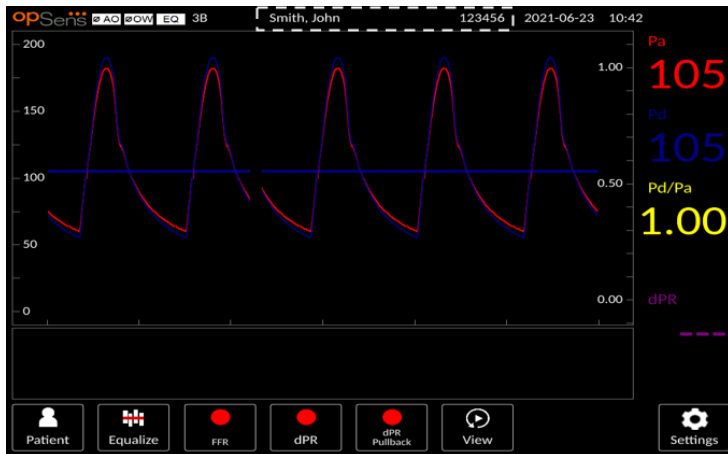 opSens ø AO ø OW EQ 3B Smith, John 123456 2021-06-23 10:42
200
150
100
50
0
1.00
0.50
0.00
Pa
105
Pd
105
Pd/Pa
1.00
dPR
---
Patient
Equalize
FFR
dPR
dPR
Pullback
View
Settings